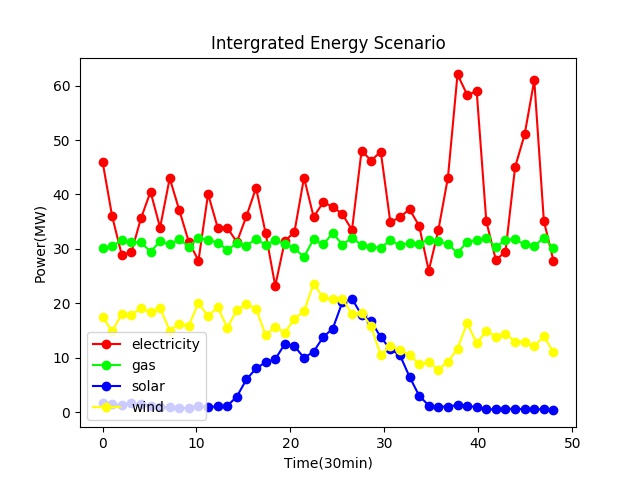 Intergrated Energy Scenario
Power(MW)
60
50
40
30
20
10
0
electricity
gas
solar
wind
0 10 20 30 40 50
Time(30min)